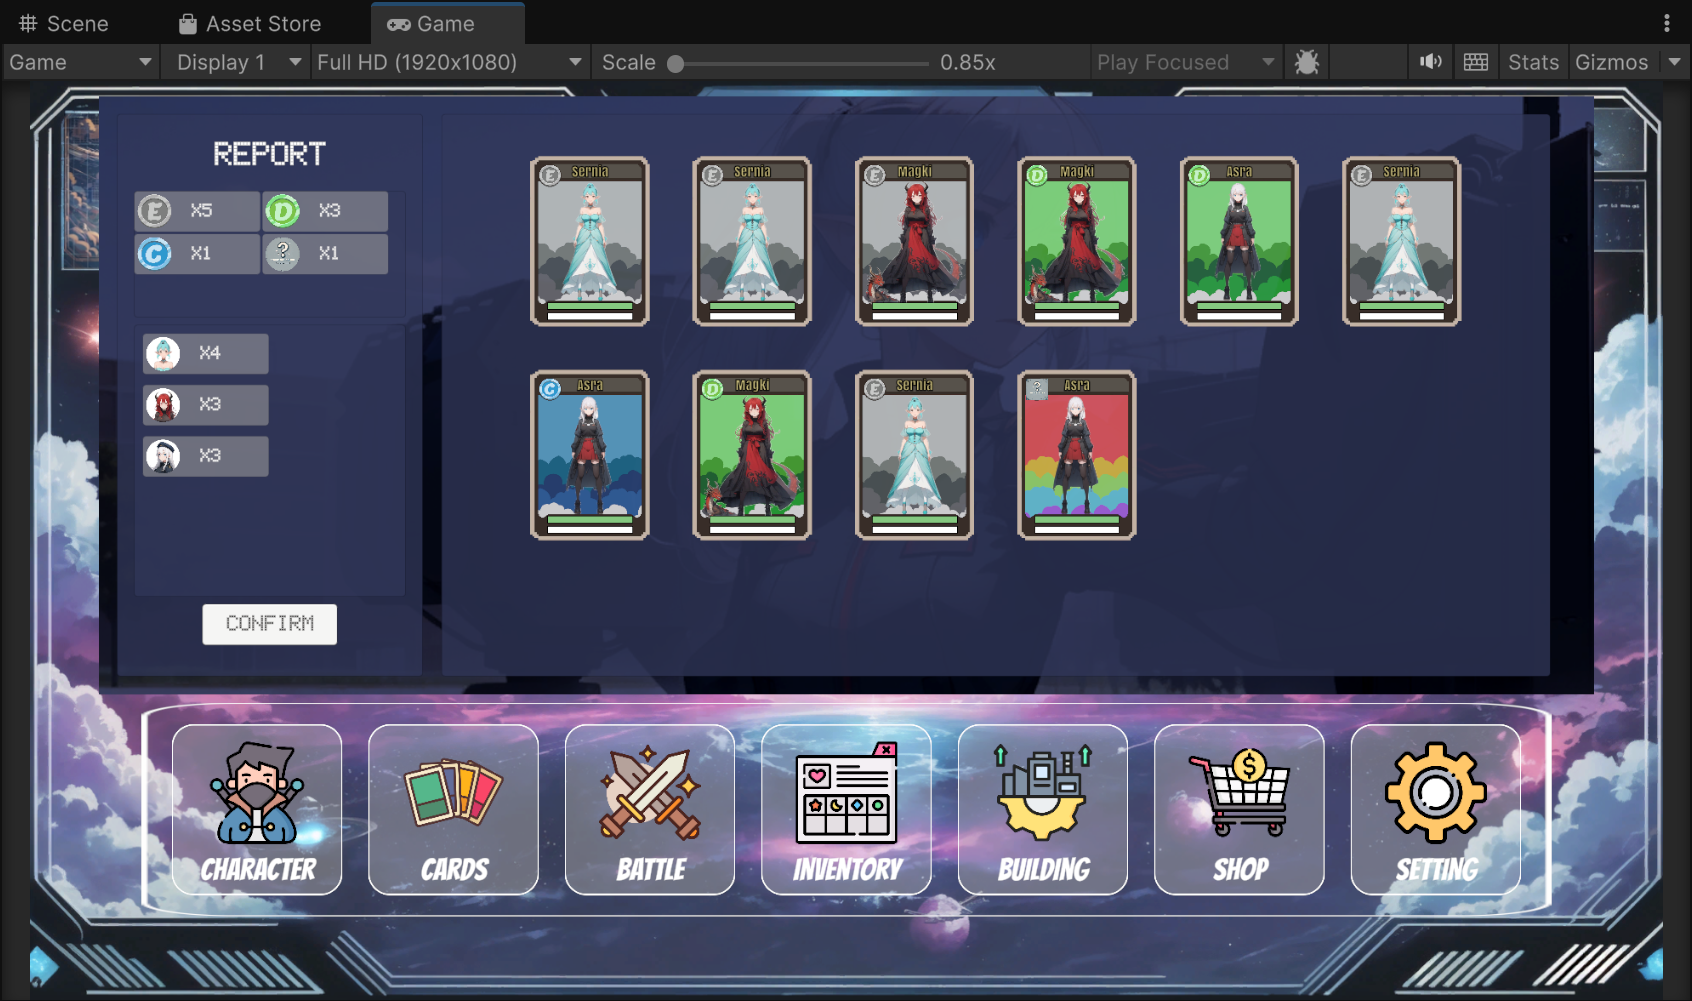 Scene
Asset Store
Game
Game
Display 1
Full HD (1920x1080)
Scale
0.85x
Play Focused
Stats
Gizmos
REPORT
E X5
D X3
C X1
? X1
X4
X3
X3
CONFIRM
E Sernia
E Sernia
E Magki
D Magki
D Asra
E Sernia
C Asra
D Magki
E Sernia
? Asra
CHARACTER
CARDS
BATTLE
INVENTORY
BUILDING
SHOP
SETTING